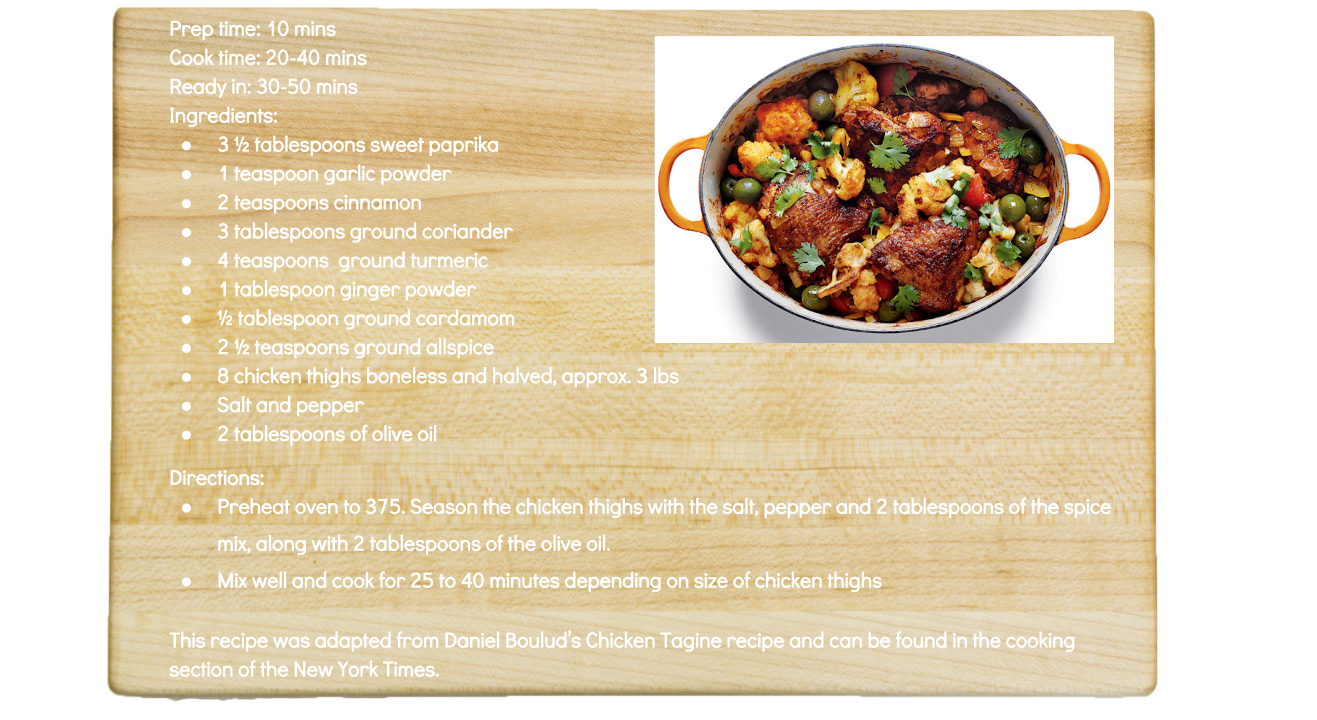 Prep time: 10 mins
Cook time: 20-40 mins
Ready in: 30-50 mins
Ingredients:
● 3 ½ tablespoons sweet paprika
● 1 teaspoon garlic powder
● 2 teaspoons cinnamon
● 3 tablespoons ground coriander
● 4 teaspoons  ground turmeric
● 1 tablespoon ginger powder
● ½ tablespoon ground cardamom
● 2 ½ teaspoons ground allspice
● 8 chicken thighs boneless and halved, approx. 3 lbs
● Salt and pepper
● 2 tablespoons of olive oil
Directions:
● Preheat oven to 375. Season the chicken thighs with the salt, pepper and 2 tablespoons of the spice
mix, along with 2 tablespoons of the olive oil.
● Mix well and cook for 25 to 40 minutes depending on size of chicken thighs
This recipe was adapted from Daniel Boulud's Chicken Tagine recipe and can be found in the cooking
section of the New York Times.